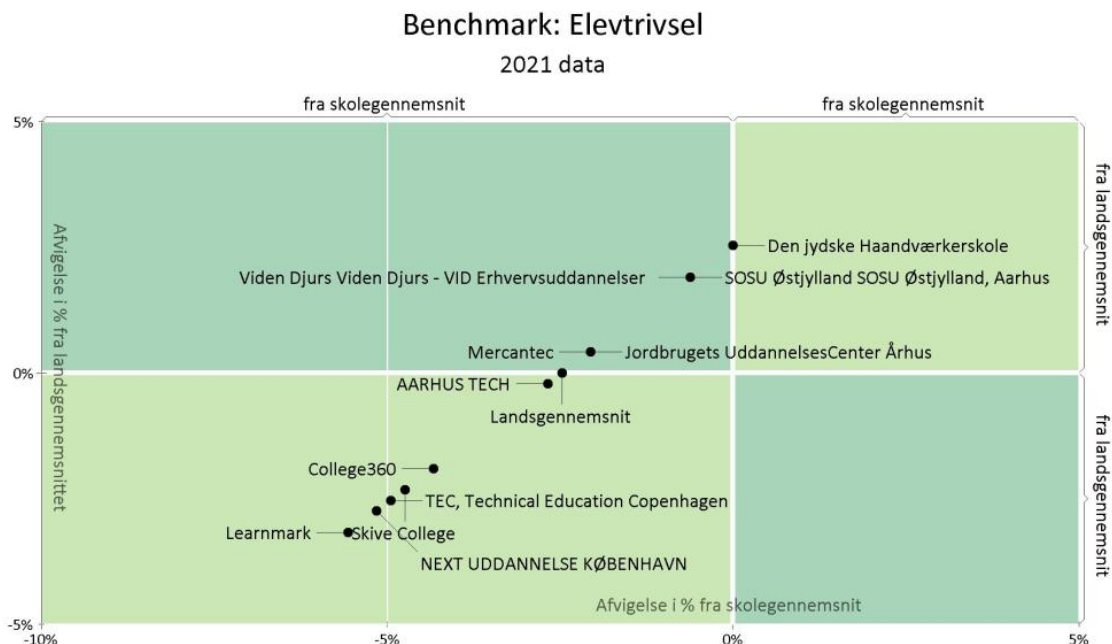 Benchmark: Elevtrivsel
2021 data
fra skolegennemsnit
fra skolegennemsnit
5%
fra landsgennemsnit
Afvigelse i % fra landsgennemsnittet
Den jydske Haandværkerskole
Viden Djurs Viden Djurs - VID Erhvervsuddannelser
SOSU Østjylland SOSU Østjylland, Aarhus
Mercantec
Jordbrugets UddannelsesCenter Århus
0%
AARHUS TECH
Landsgennemsnit
fra landsgennemsnit
College360
TEC, Technical Education Copenhagen
Learnmark
Skive College
NEXT UDDANNELSE KØBENHAVN
Afvigelse i % fra skolegennemsnit
-5%
-10%
-5%
0%
5%